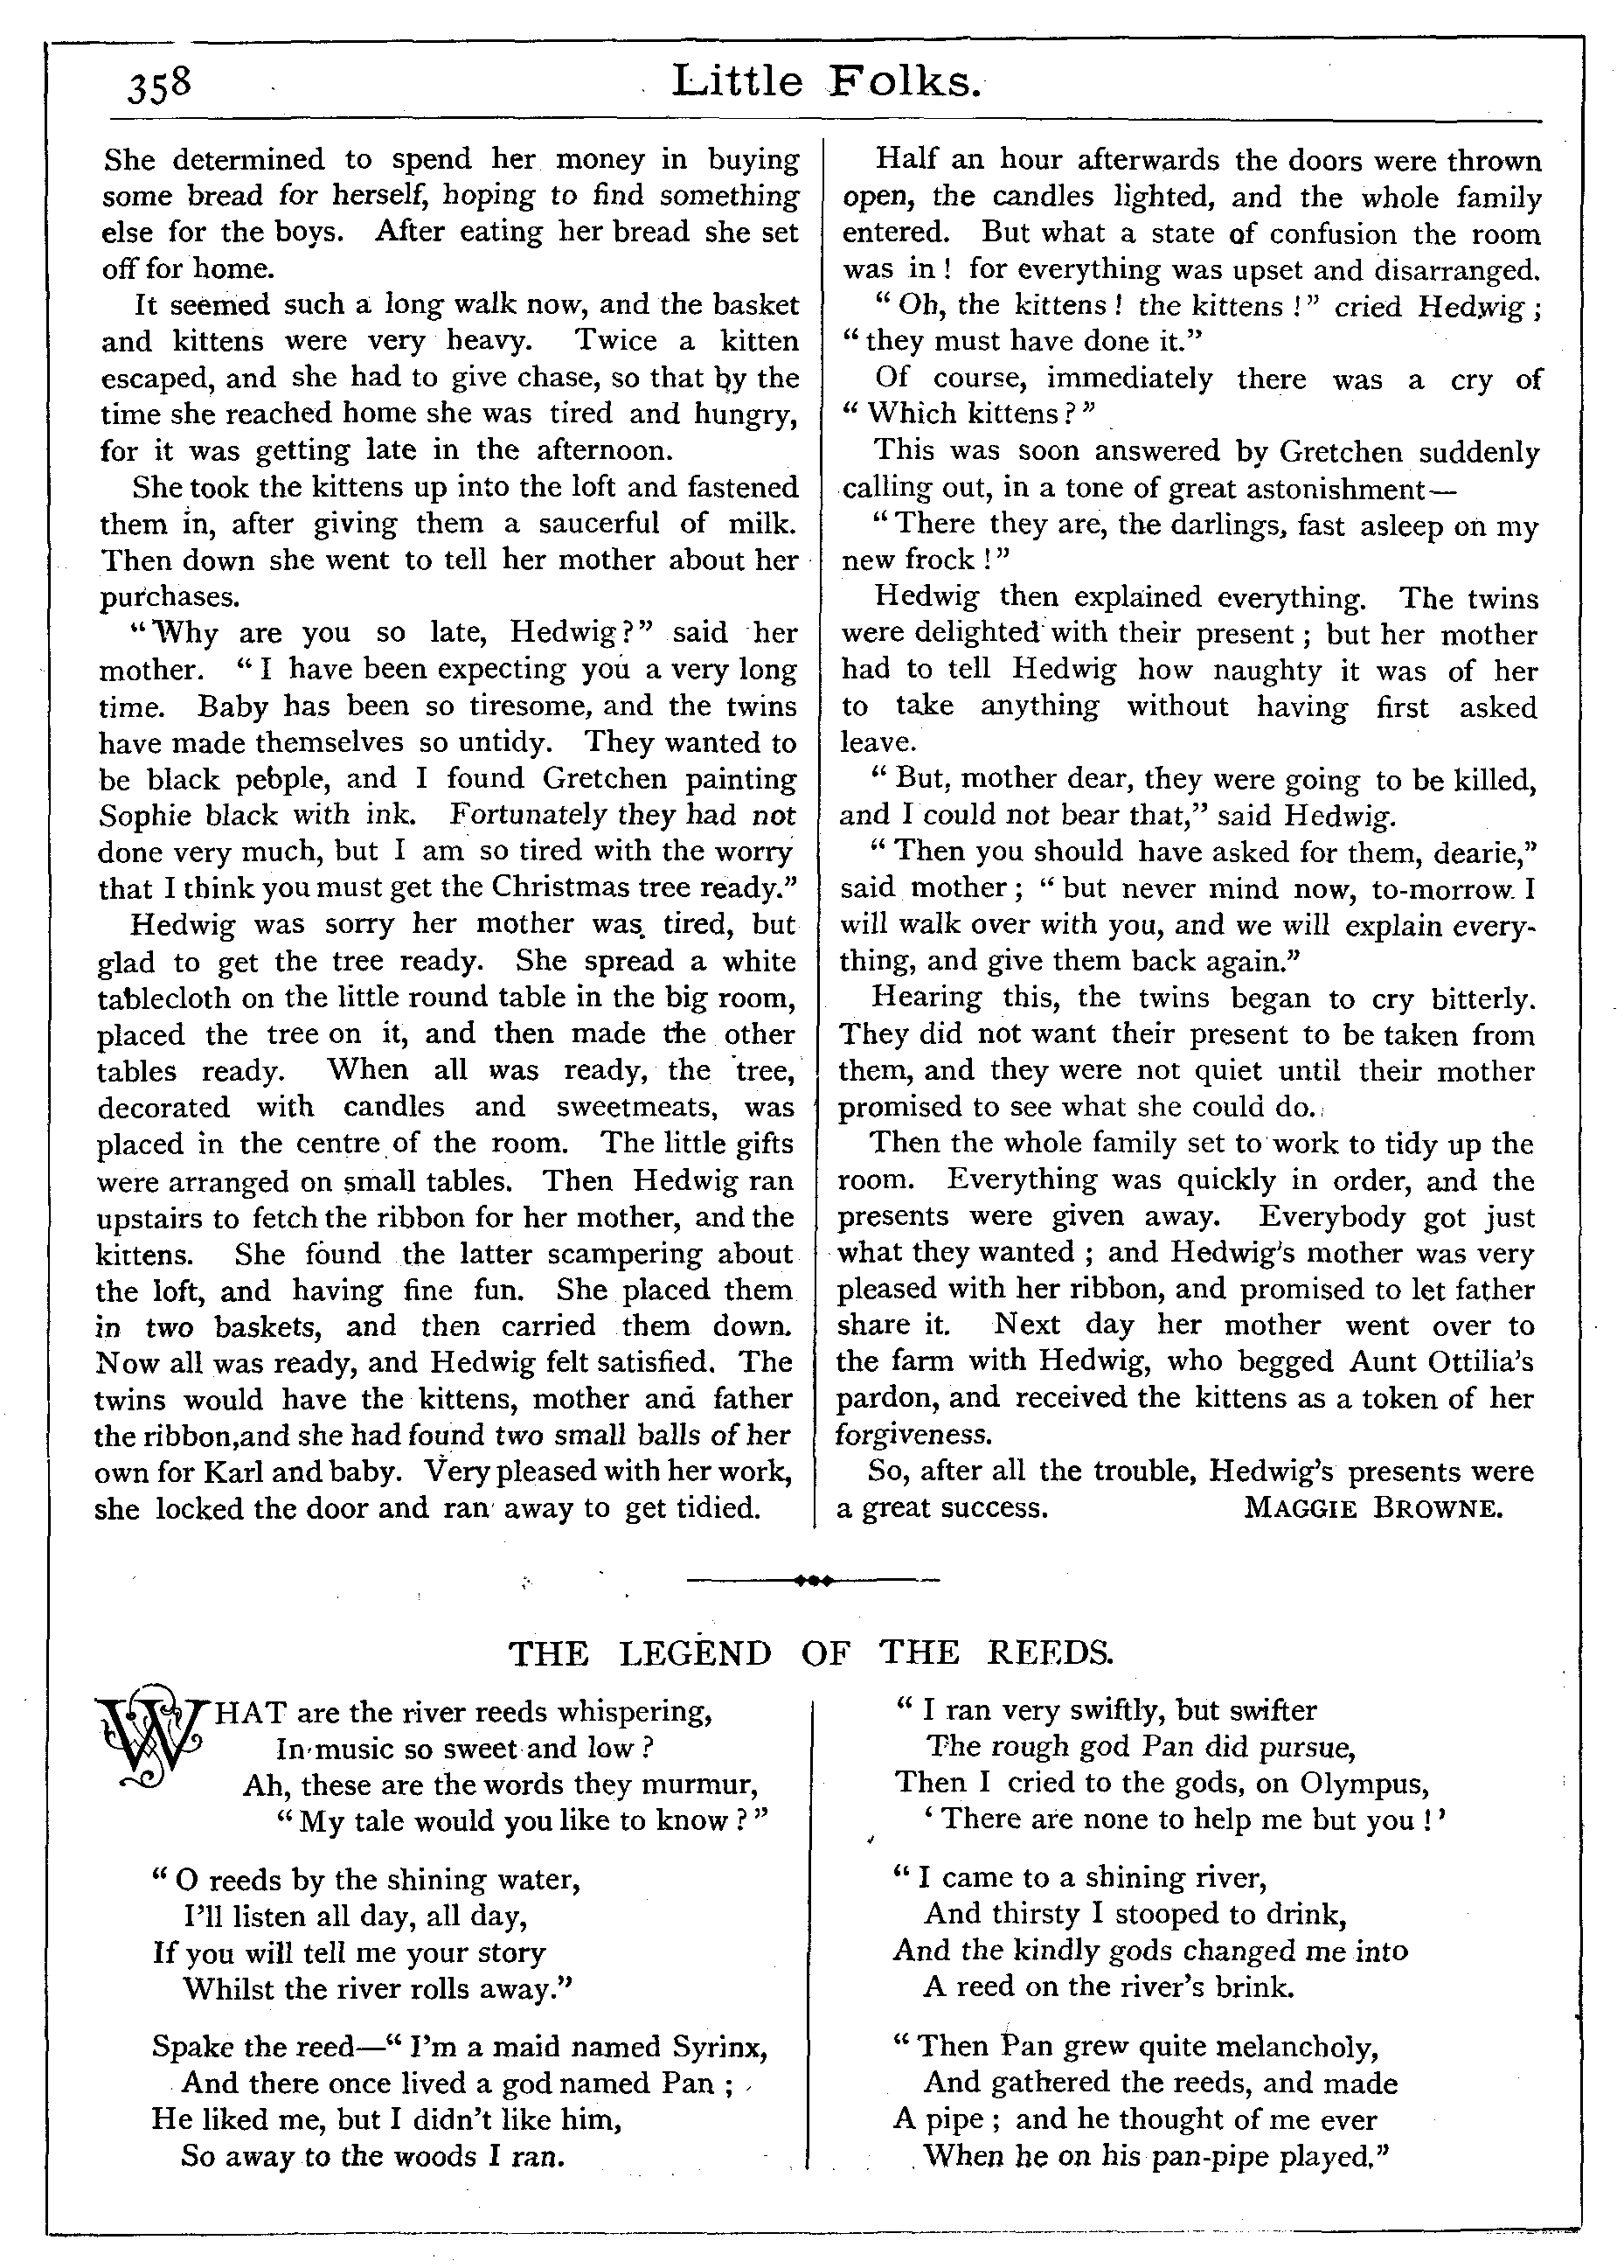 358
Little Folks.
She determined to spend her money in buying
some bread for herself, hoping to find something
else for the boys. After eating her bread she set
off for home.
It seemed such a long walk now, and the basket
and kittens were very heavy. Twice a kitten
escaped, and she had to give chase, so that by the
time she reached home she was tired and hungry,
for it was getting late in the afternoon.
She took the kittens up into the loft and fastened
them in, after giving them a saucerful of milk.
Then down she went to tell her mother about her
purchases.
“Why are you so late, Hedwig?” said her
mother. “I have been expecting you a very long
time. Baby has been so tiresome, and the twins
have made themselves so untidy. They wanted to
be black people, and I found Gretchen painting
Sophie black with ink. Fortunately they had not
done very much, but I am so tired with the worry
that I think you must get the Christmas tree ready.”
Hedwig was sorry her mother was tired, but
glad to get the tree ready. She spread a white
tablecloth on the little round table in the big room,
placed the tree on it, and then made the other
tables ready. When all was ready, the tree,
decorated with candles and sweetmeats, was
placed in the centre of the room. The little gifts
were arranged on small tables. Then Hedwig ran
upstairs to fetch the ribbon for her mother, and the
kittens. She found the latter scampering about
the loft, and having fine fun. She placed them
in two baskets, and then carried them down.
Now all was ready, and Hedwig felt satisfied. The
twins would have the kittens, mother and father
the ribbon, and she had found two small balls of her
own for Karl and baby. Very pleased with her work,
she locked the door and ran away to get tidied.
Half an hour afterwards the doors were thrown
open, the candles lighted, and the whole family
entered. But what a state of confusion the room
was in! for everything was upset and disarranged.
“Oh, the kittens! the kittens!” cried Hedwig;
“they must have done it.”
Of course, immediately there was a cry of
“Which kittens?”
This was soon answered by Gretchen suddenly
calling out, in a tone of great astonishment—
“There they are, the darlings, fast asleep on my
new frock!”
Hedwig then explained everything. The twins
were delighted with their present; but her mother
had to tell Hedwig how naughty it was of her
to take anything without having first asked
leave.
“But, mother dear, they were going to be killed,
and I could not bear that,” said Hedwig.
“Then you should have asked for them, dearie,”
said mother; “but never mind now, to-morrow I
will walk over with you, and we will explain every-
thing, and give them back again.”
Hearing this, the twins began to cry bitterly.
They did not want their present to be taken from
them, and they were not quiet until their mother
promised to see what she could do.
Then the whole family set to work to tidy up the
room. Everything was quickly in order, and the
presents were given away. Everybody got just
what they wanted; and Hedwig's mother was very
pleased with her ribbon, and promised to let father
share it. Next day her mother went over to
the farm with Hedwig, who begged Aunt Ottilia's
pardon, and received the kittens as a token of her
forgiveness.
So, after all the trouble, Hedwig's presents were
a great success. MAGGIE BROWNE.
THE LEGEND OF THE REEDS.
WHAT are the river reeds whispering,
In music so sweet and low?
Ah, these are the words they murmur,
“My tale would you like to know?”
“O reeds by the shining water,
I'll listen all day, all day,
If you will tell me your story
Whilst the river rolls away.”
Spake the reed—“I'm a maid named Syrinx,
And there once lived a god named Pan;
He liked me, but I didn't like him,
So away to the woods I ran.
“I ran very swiftly, but swifter
The rough god Pan did pursue,
Then I cried to the gods, on Olympus,
‘There are none to help me but you!’
“I came to a shining river,
And thirsty I stooped to drink,
And the kindly gods changed me into
A reed on the river's brink.
“Then Pan grew quite melancholy,
And gathered the reeds, and made
A pipe; and he thought of me ever
When he on his pan-pipe played.”